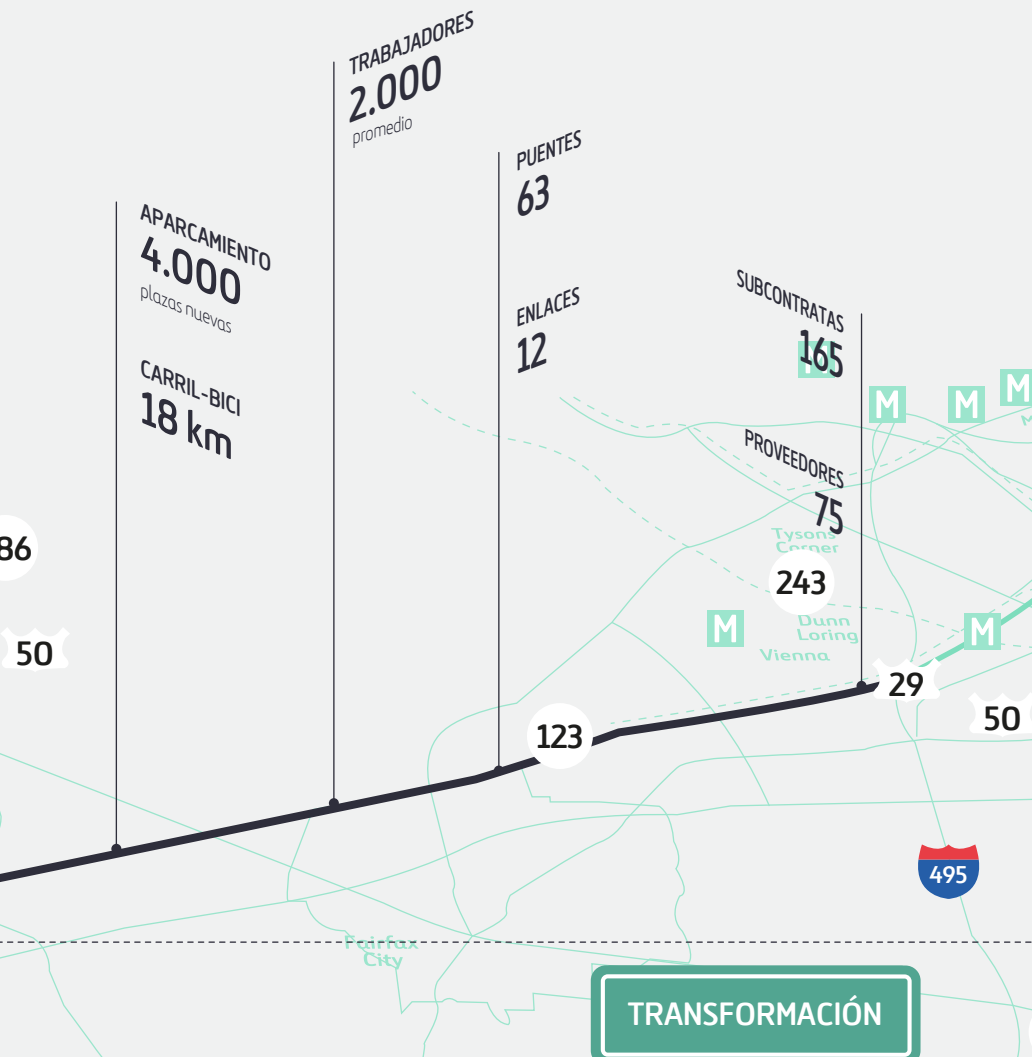 TRABAJADORES
2.000
promedio
PUENTES
63
APARCAMIENTO
4.000
plazas nuevas
ENLACES
12
SUBCONTRATAS
165
M
CARRIL-BICI
18 km
M
M
M
PROVEEDORES
75
Tysons
Corner
86
243
50
M
Dunn
Loring
Vienna
M
29
50
123
495
Fairfax
City
TRANSFORMACIÓN